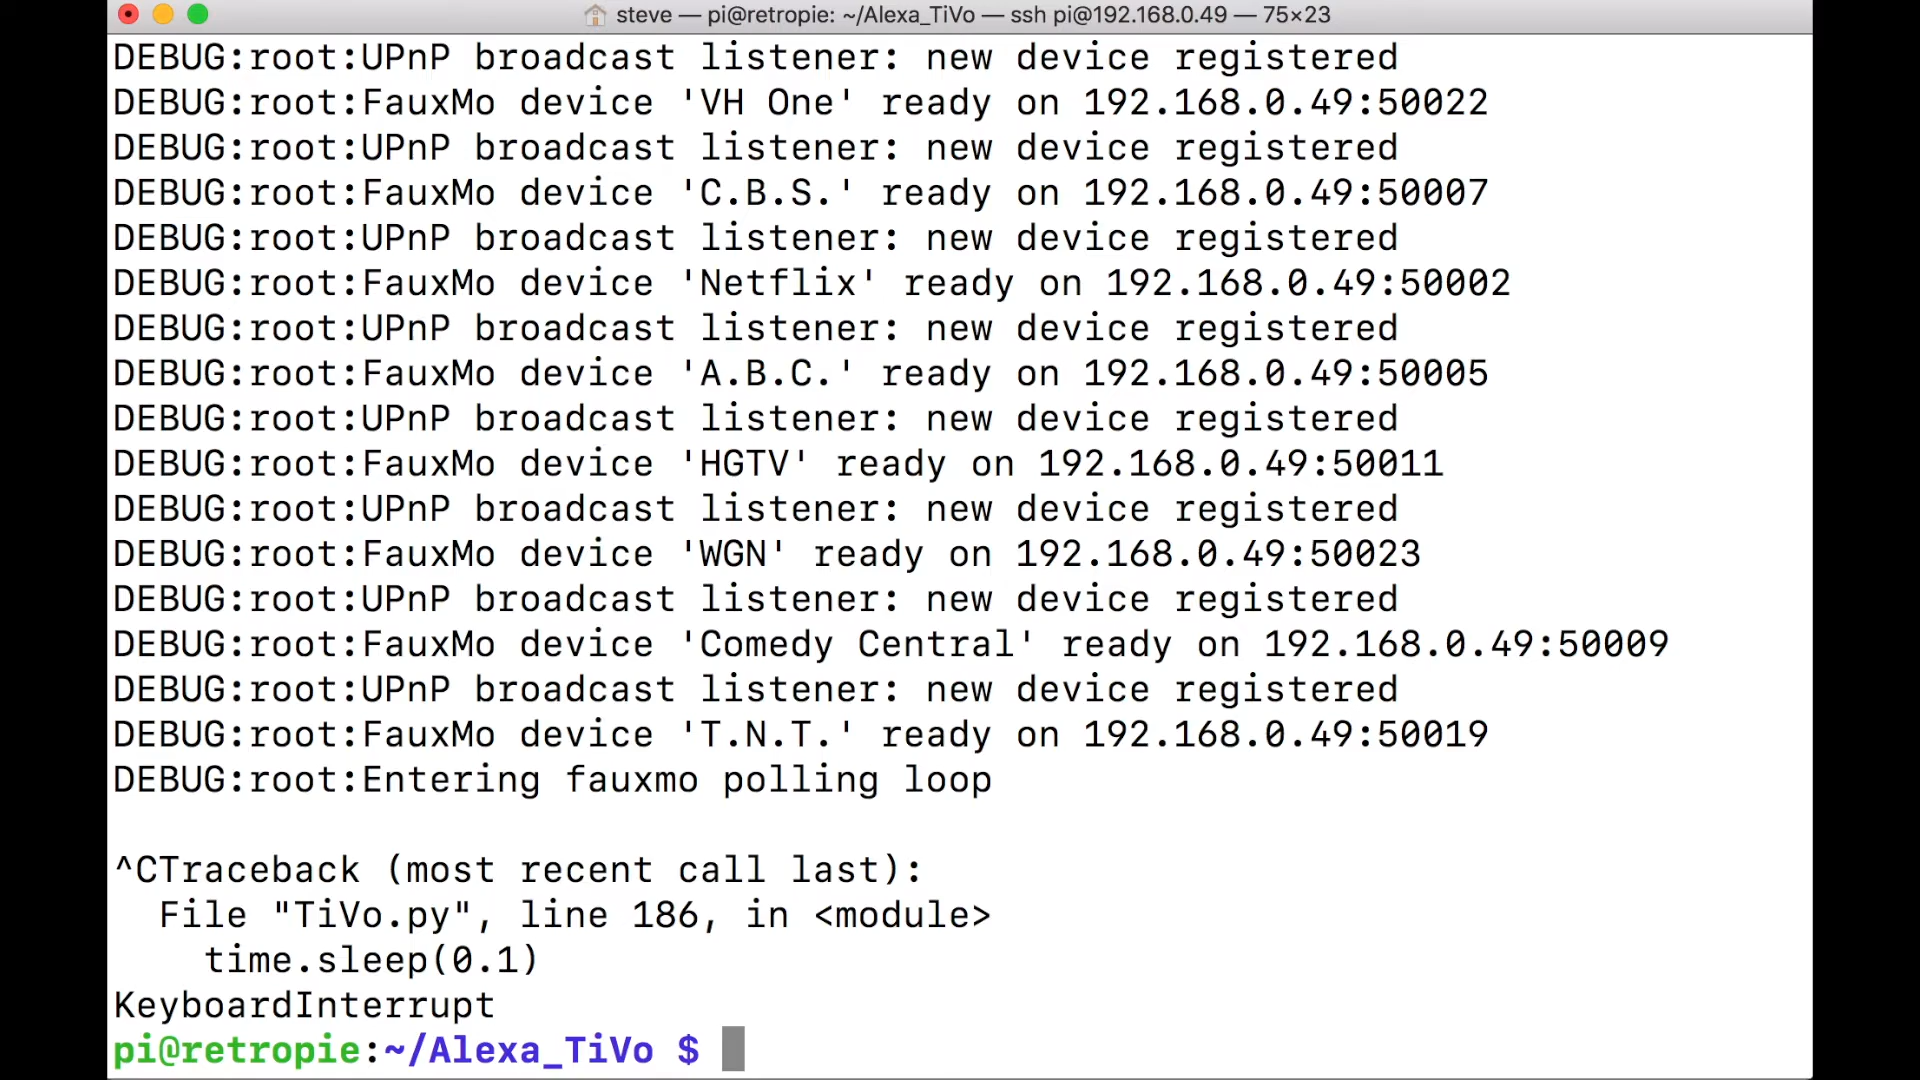 steve — pi@retropie: ~/Alexa_TiVo — ssh pi@192.168.0.49 — 75×23
DEBUG:root:UPnP broadcast listener: new device registered
DEBUG:root:FauxMo device 'VH One' ready on 192.168.0.49:50022
DEBUG:root:UPnP broadcast listener: new device registered
DEBUG:root:FauxMo device 'C.B.S.' ready on 192.168.0.49:50007
DEBUG:root:UPnP broadcast listener: new device registered
DEBUG:root:FauxMo device 'Netflix' ready on 192.168.0.49:50002
DEBUG:root:UPnP broadcast listener: new device registered
DEBUG:root:FauxMo device 'A.B.C.' ready on 192.168.0.49:50005
DEBUG:root:UPnP broadcast listener: new device registered
DEBUG:root:FauxMo device 'HGTV' ready on 192.168.0.49:50011
DEBUG:root:UPnP broadcast listener: new device registered
DEBUG:root:FauxMo device 'WGN' ready on 192.168.0.49:50023
DEBUG:root:UPnP broadcast listener: new device registered
DEBUG:root:FauxMo device 'Comedy Central' ready on 192.168.0.49:50009
DEBUG:root:UPnP broadcast listener: new device registered
DEBUG:root:FauxMo device 'T.N.T.' ready on 192.168.0.49:50019
DEBUG:root:Entering fauxmo polling loop
^CTraceback (most recent call last):
  File "TiVo.py", line 186, in <module>
    time.sleep(0.1)
KeyboardInterrupt
pi@retropie:~/Alexa_TiVo $